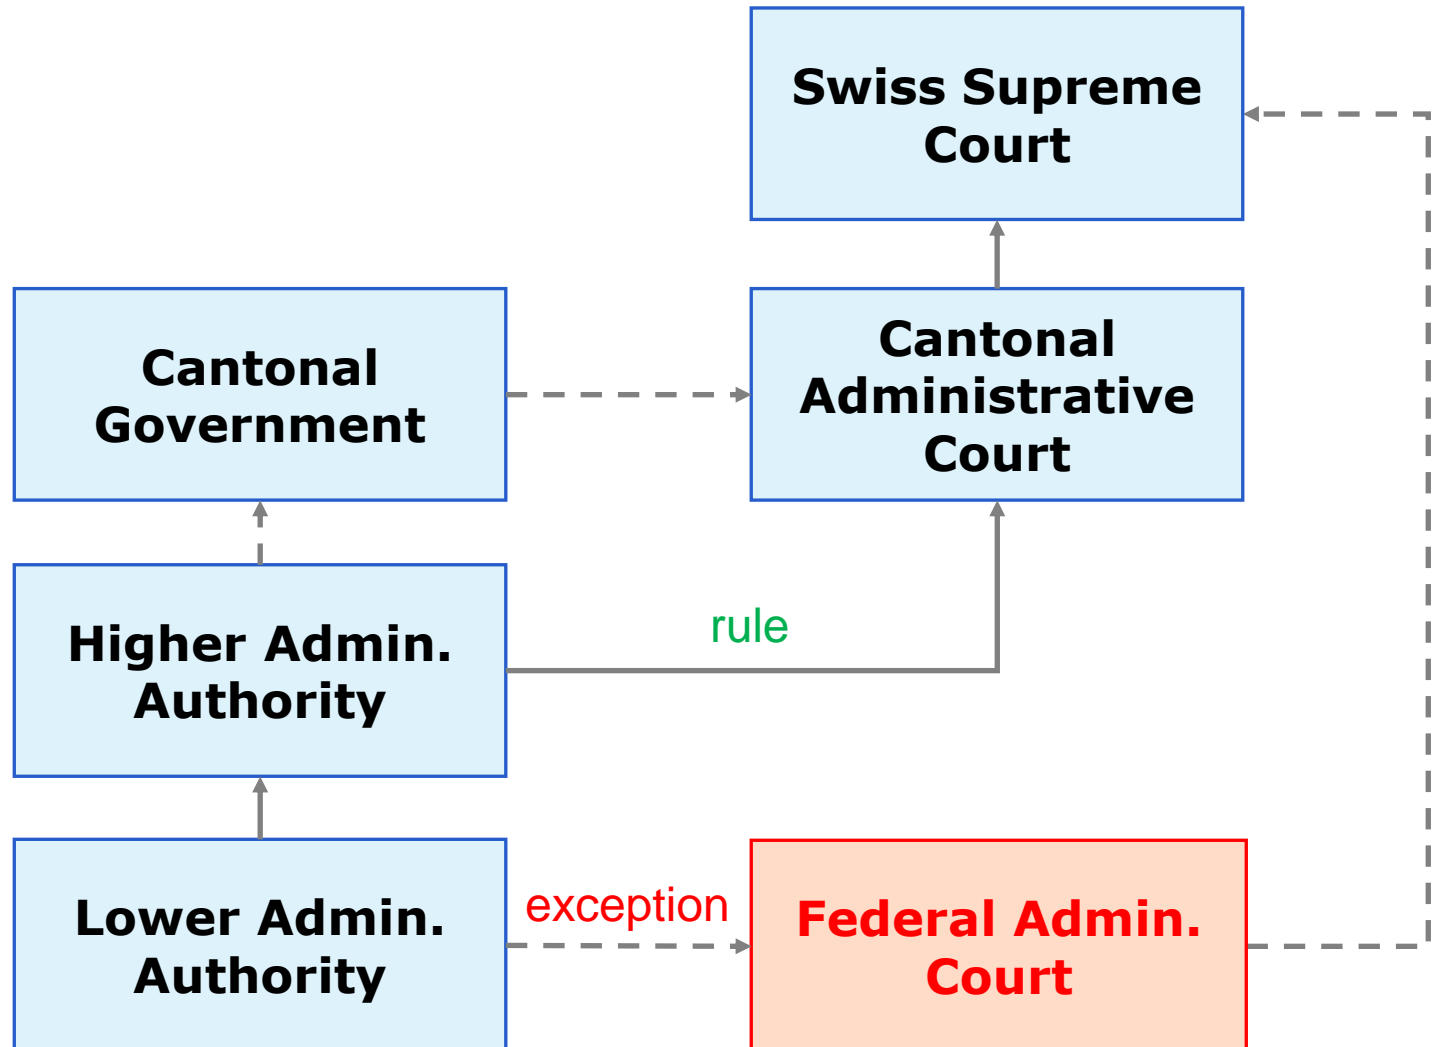 Swiss Supreme
Court
Cantonal
Government
Cantonal
Administrative
Court
Higher Admin.
Authority
rule
Lower Admin.
Authority
exception
Federal Admin.
Court